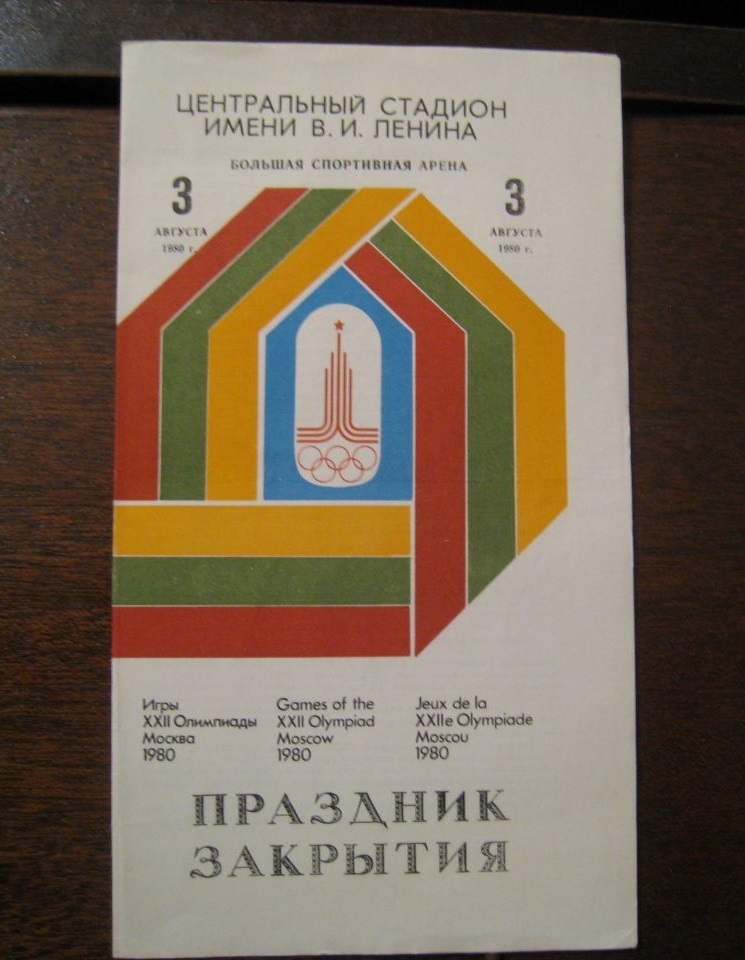 ЦЕНТРАЛЬНЫЙ СТАДИОН
ИМЕНИ В. И. ЛЕНИНА
БОЛЬШАЯ СПОРТИВНАЯ АРЕНА
3
АВГУСТА
1980 г.
3
АВГУСТА
1980 г.
Игры
XXII Олимпиады
Москва
1980
Games of the
XXII Olympiad
Moscow
1980
Jeux de la
XXIIe Olympiade
Moscou
1980
ПРАЗДНИК
ЗАКРЫТИЯ